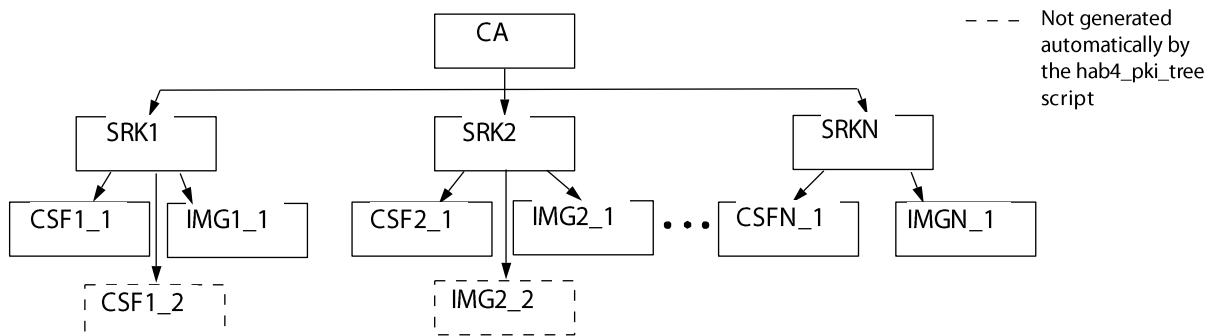 CA
Not generated
automatically by
the hab4_pki_tree
script
SRK1
SRK2
SRKN
CSF1_1
IMG1_1
CSF2_1
IMG2_1
CSFN_1
IMGN_1
CSF1_2
IMG2_2